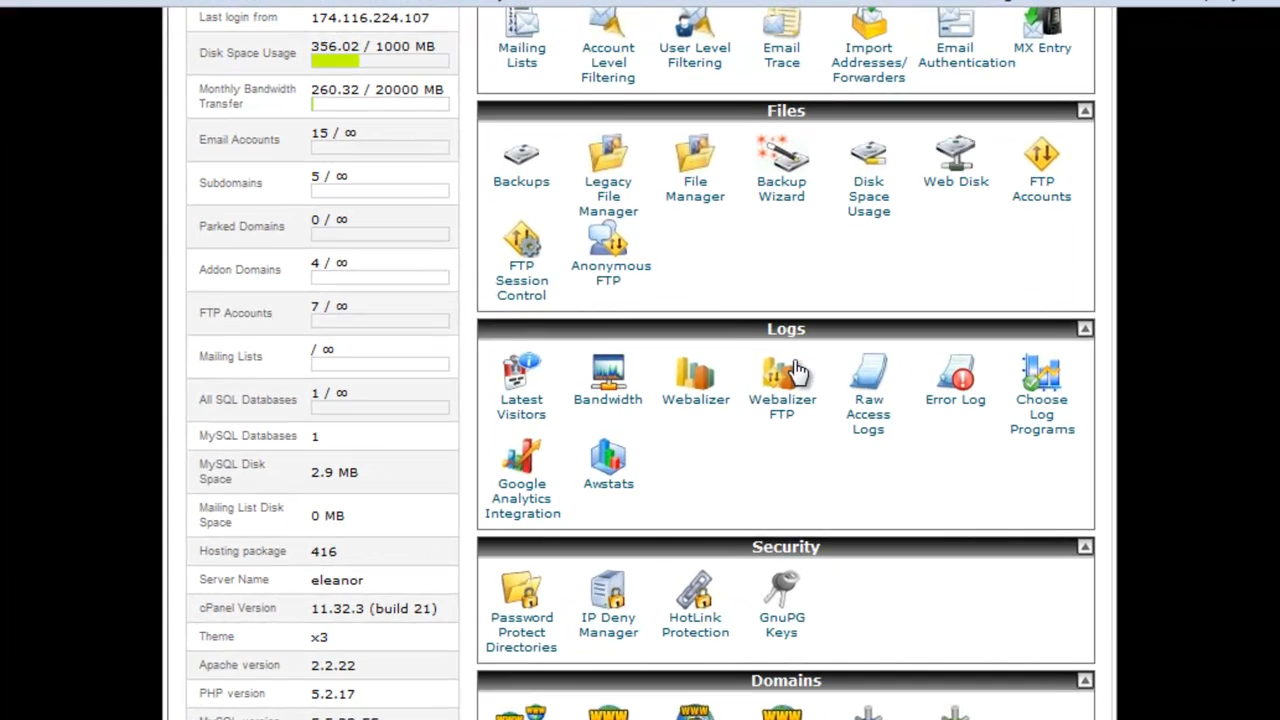 Last login from 174.116.224.107
Disk Space Usage 356.02 / 1000 MB
Monthly Bandwidth
Transfer
260.32 / 20000 MB
Email Accounts 15 / ∞
Subdomains 5 / ∞
Parked Domains 0 / ∞
Addon Domains 4 / ∞
FTP Accounts 7 / ∞
Mailing Lists / ∞
All SQL Databases 1 / ∞
MySQL Databases 1
MySQL Disk
Space
2.9 MB
Mailing List Disk
Space
0 MB
Hosting package 416
Server Name eleanor
cPanel Version 11.32.3 (build 21)
Theme x3
Apache version 2.2.22
PHP version 5.2.17
Mailing
Lists
Account
Level
Filtering
User Level
Filtering
Email
Trace
Import
Addresses/
Forwarders
Email
Authentication
MX Entry
Files
Backups
Legacy
File
Manager
File
Manager
Backup
Wizard
Disk
Space
Usage
Web Disk
FTP
Accounts
FTP
Session
Control
Anonymous
FTP
Logs
Latest
Visitors
Bandwidth
Webalizer
Webalizer
FTP
Raw
Access
Logs
Error Log
Choose
Log
Programs
Google
Analytics
Integration
Awstats
Security
Password
Protect
Directories
IP Deny
Manager
HotLink
Protection
GnuPG
Keys
Domains
WWW
WWW
WWW
WWW